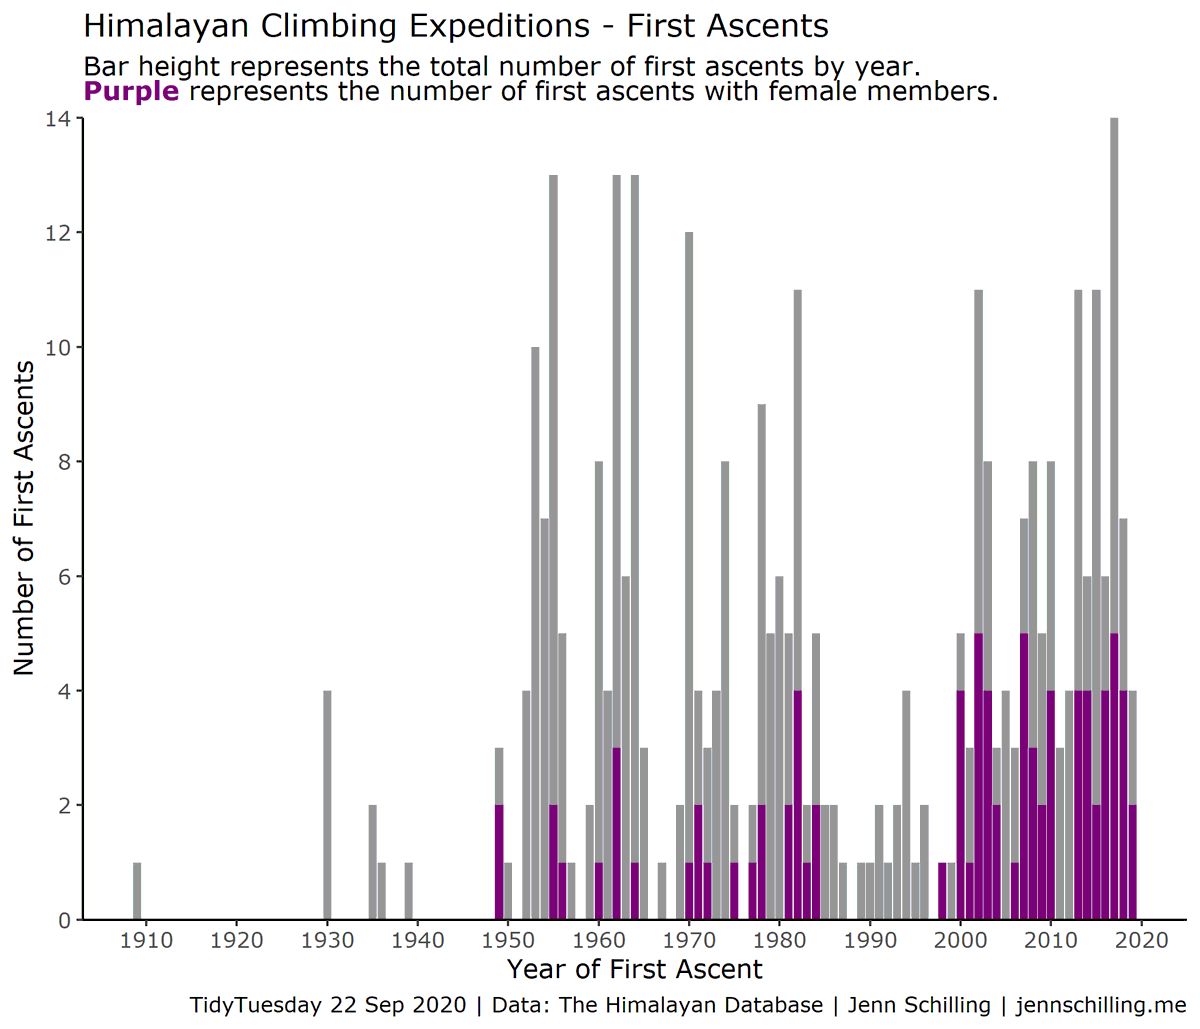 Himalayan Climbing Expeditions - First Ascents
Bar height represents the total number of first ascents by year.
Purple represents the number of first ascents with female members.
14
12
10
8
6
4
2
0
Number of First Ascents
1910 1920 1930 1940 1950 1960 1970 1980 1990 2000 2010 2020
Year of First Ascent
TidyTuesday 22 Sep 2020 | Data: The Himalayan Database | Jenn Schilling | jennschilling.me